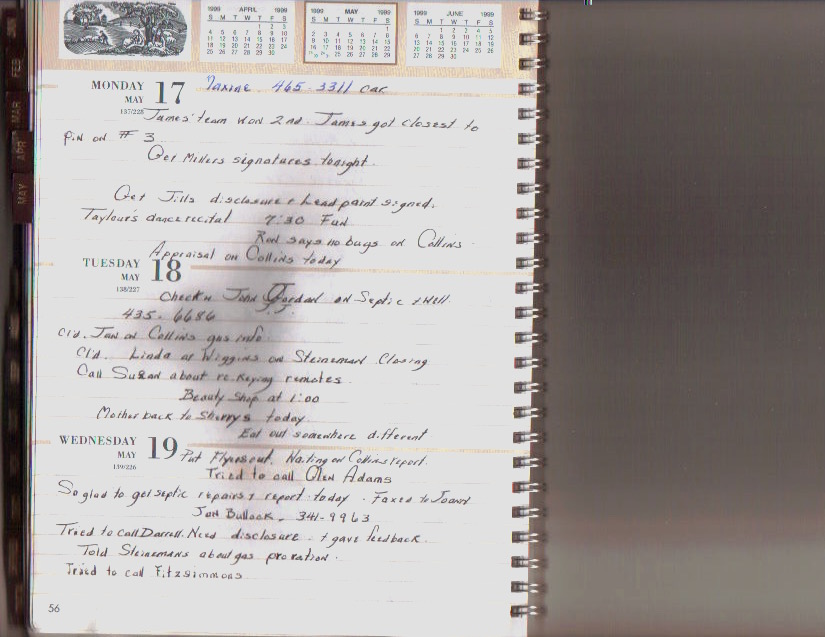 1999 APRIL 1999
S M T W T F S
1 2 3
4 5 6 7 8 9 10
11 12 13 14 15 16 17
18 19 20 21 22 23 24
25 26 27 28 29 30
1999 MAY 1999
S M T W T F S
1
2 3 4 5 6 7 8
9 10 11 12 13 14 15
16 17 18 19 20 21 22
25 26 27 28 29
1999 JUNE 1999
S M T W T F S
1 2 3 4 5
6 7 8 9 10 11 12
13 14 15 16 17 18 19
20 21 22 23 24 25 26
27 28 29 30
FEB
MAR
APR
MAY
MONDAY
MAY 17
137/228
Maxine 465-3311 car
James' team won 2nd. James got closest to
Pin on # 3
Get Millers signatures tonight.
Get Jills disclosure + lead paint signed.
Taylour's dance recital 7:30 Fun
Ron says no bugs on Collins
Appraisal on Collins today
TUESDAY
MAY 18
138/227
Check w John Jordan on Septic + Well.
J.J.
435-6686
Cl'd. Jan on Collins gas info
Cl'd. Linda at Wiggins on Steineman Closing
Call Susan about re-Keying remotes.
Beauty Shop at 1:00
Mother back to Sherrys today.
Eat out somewhere different
WEDNESDAY
MAY 19
139/226
Put Flyers out. Waiting on Collins report.
Tried to call Glen Adams
So glad to get septic repairs + report today. Faxed to Joann
Jan Bullock. 341-9963
Tried to call Darrell. Need disclosure + gave feedback.
Told Steinemans about gas proration.
Tried to call Fitzsimmons
56